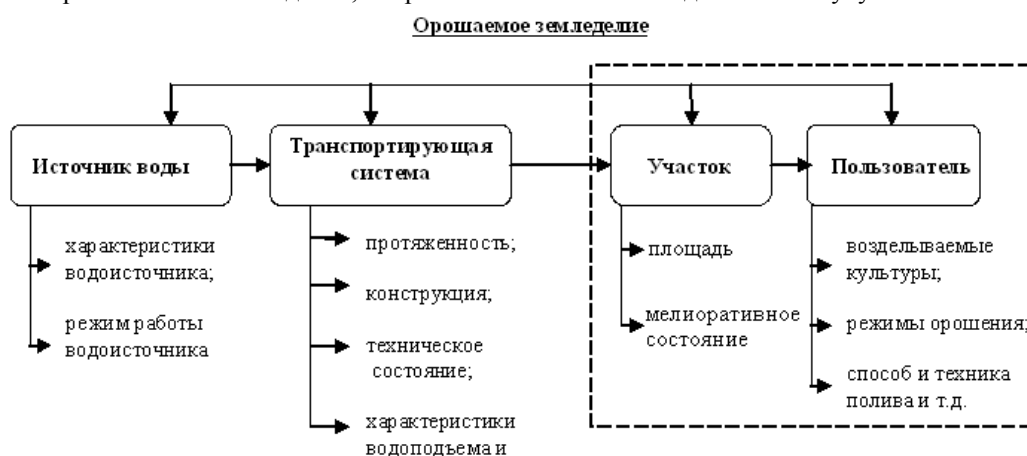 Орошаемое земледелие
Источник воды
характеристики
водоисточника;
режим работы
водоисточника
Транспортирующая
система
протяженность;
конструкция;
техническое
состояние;
характеристики
водоподъема и
Участок
площадь
мелиоративное
состояние
Пользователь
возделываемые
культуры;
режимы орошения;
способ и техника
полива и т.д.